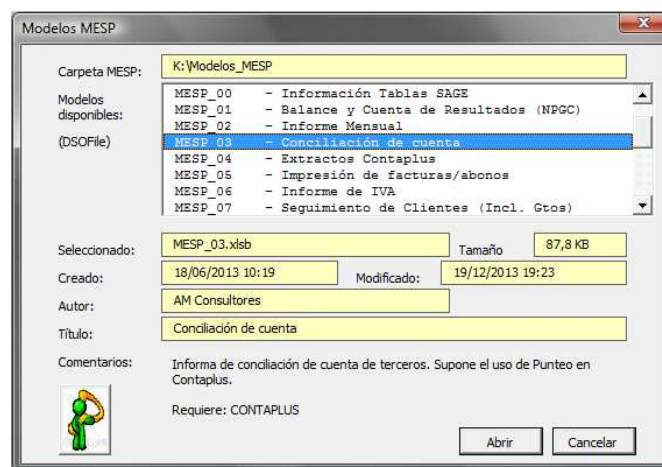 Modelos MESP
Carpeta MESP: K:\Modelos_MESP
Modelos disponibles:
(DSOFile)
MESP_00 - Información Tablas SAGE
MESP_01 - Balance y Cuenta de Resultados (NPGC)
MESP_02 - Informe Mensual
MESP_03 - Conciliación de cuenta
MESP_04 - Extractos Contaplus
MESP_05 - Impresión de facturas/abonos
MESP_06 - Informe de IVA
MESP_07 - Seguimiento de Clientes (Incl. Gtos)
Seleccionado: MESP_03.xlsb Tamaño 87,8 KB
Creado: 18/06/2013 10:19 Modificado: 19/12/2013 19:23
Autor: AM Consultores
Título: Conciliación de cuenta
Comentarios: Informa de conciliación de cuenta de terceros. Supone el uso de Punteo en
Contaplus.
Requiere: CONTAPLUS
Abrir Cancelar